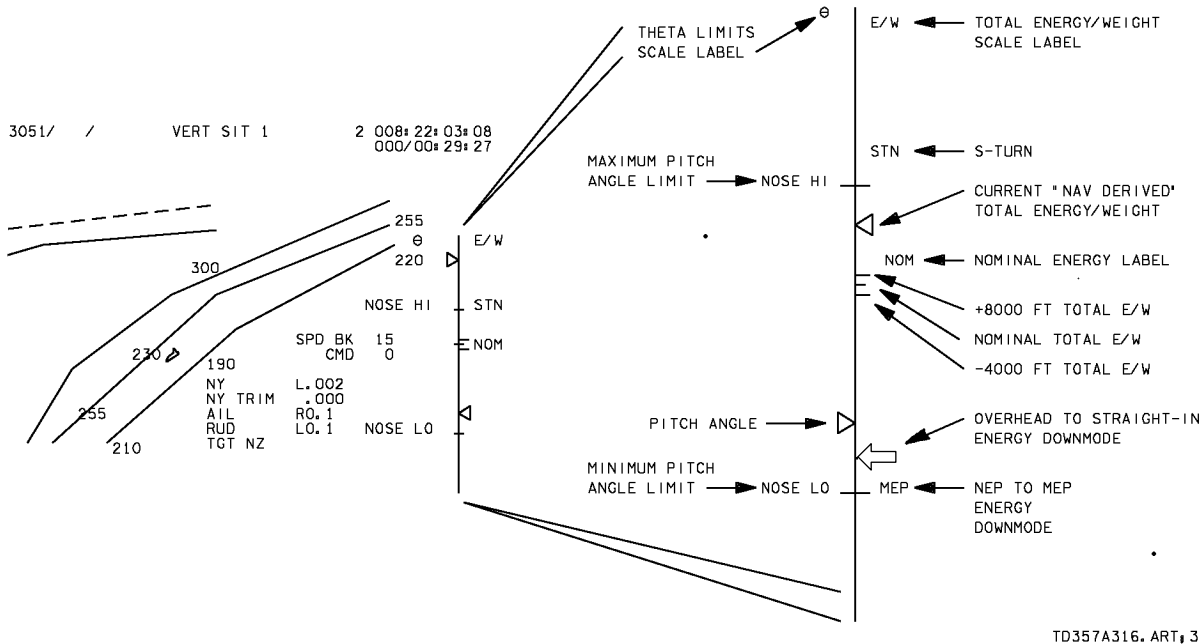 θ
E/W
TOTAL ENERGY/WEIGHT
SCALE LABEL
THETA LIMITS
SCALE LABEL
3051/ /
VERT SIT 1
2 008:22:03:08
000/00:29:27
STN
S-TURN
MAXIMUM PITCH
ANGLE LIMIT
NOSE HI
CURRENT "NAV DERIVED"
TOTAL ENERGY/WEIGHT
255
θ
E/W
220
300
NOM
NOMINAL ENERGY LABEL
NOSE HI
STN
+8000 FT TOTAL E/W
SPD BK 15
CMD 0
NOM
NOMINAL TOTAL E/W
230
190
-4000 FT TOTAL E/W
NY L.002
NY TRIM .000
AIL R0.1
RUD L0.1
TGT NZ
255
210
NOSE LO
PITCH ANGLE
OVERHEAD TO STRAIGHT-IN
ENERGY DOWNMODE
MINIMUM PITCH
ANGLE LIMIT
NOSE LO
MEP
NEP TO MEP
ENERGY
DOWNMODE
TD357A316.ART;3